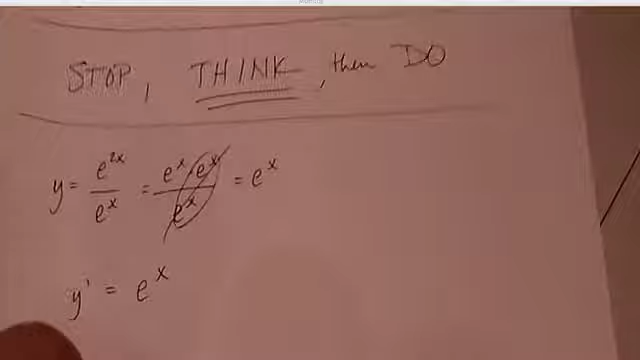 STOP, THINK, then DO
y = e^{2x}/e^x = e^x · e^x/e^x = e^x
y' = e^x